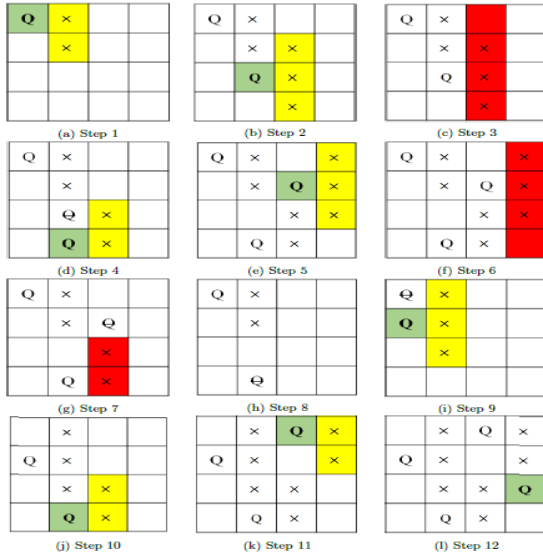 Q ×
×
(a) Step 1
Q ×
× ×
Q ×
×
(b) Step 2
Q ×
× ×
Q ×
×
(c) Step 3
Q ×
×
Q ×
Q ×
(d) Step 4
Q × ×
× Q ×
× ×
Q ×
(e) Step 5
Q × ×
× Q ×
× ×
Q ×
(f) Step 6
Q ×
× Q
×
Q ×
(g) Step 7
Q ×
×
Q
(h) Step 8
Q ×
Q ×
×
(i) Step 9
×
Q ×
× ×
Q ×
(j) Step 10
× Q ×
Q × ×
× ×
Q ×
(k) Step 11
× Q
Q × ×
× × Q
Q ×
(l) Step 12